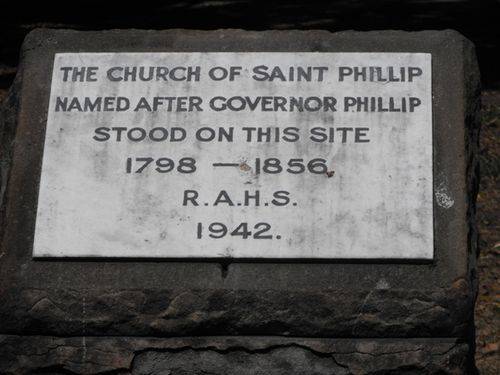 THE CHURCH OF SAINT PHILLIP
NAMED AFTER GOVERNOR PHILLIP
STOOD ON THIS SITE
1798 — 1856.
R.A.H.S.
1942.